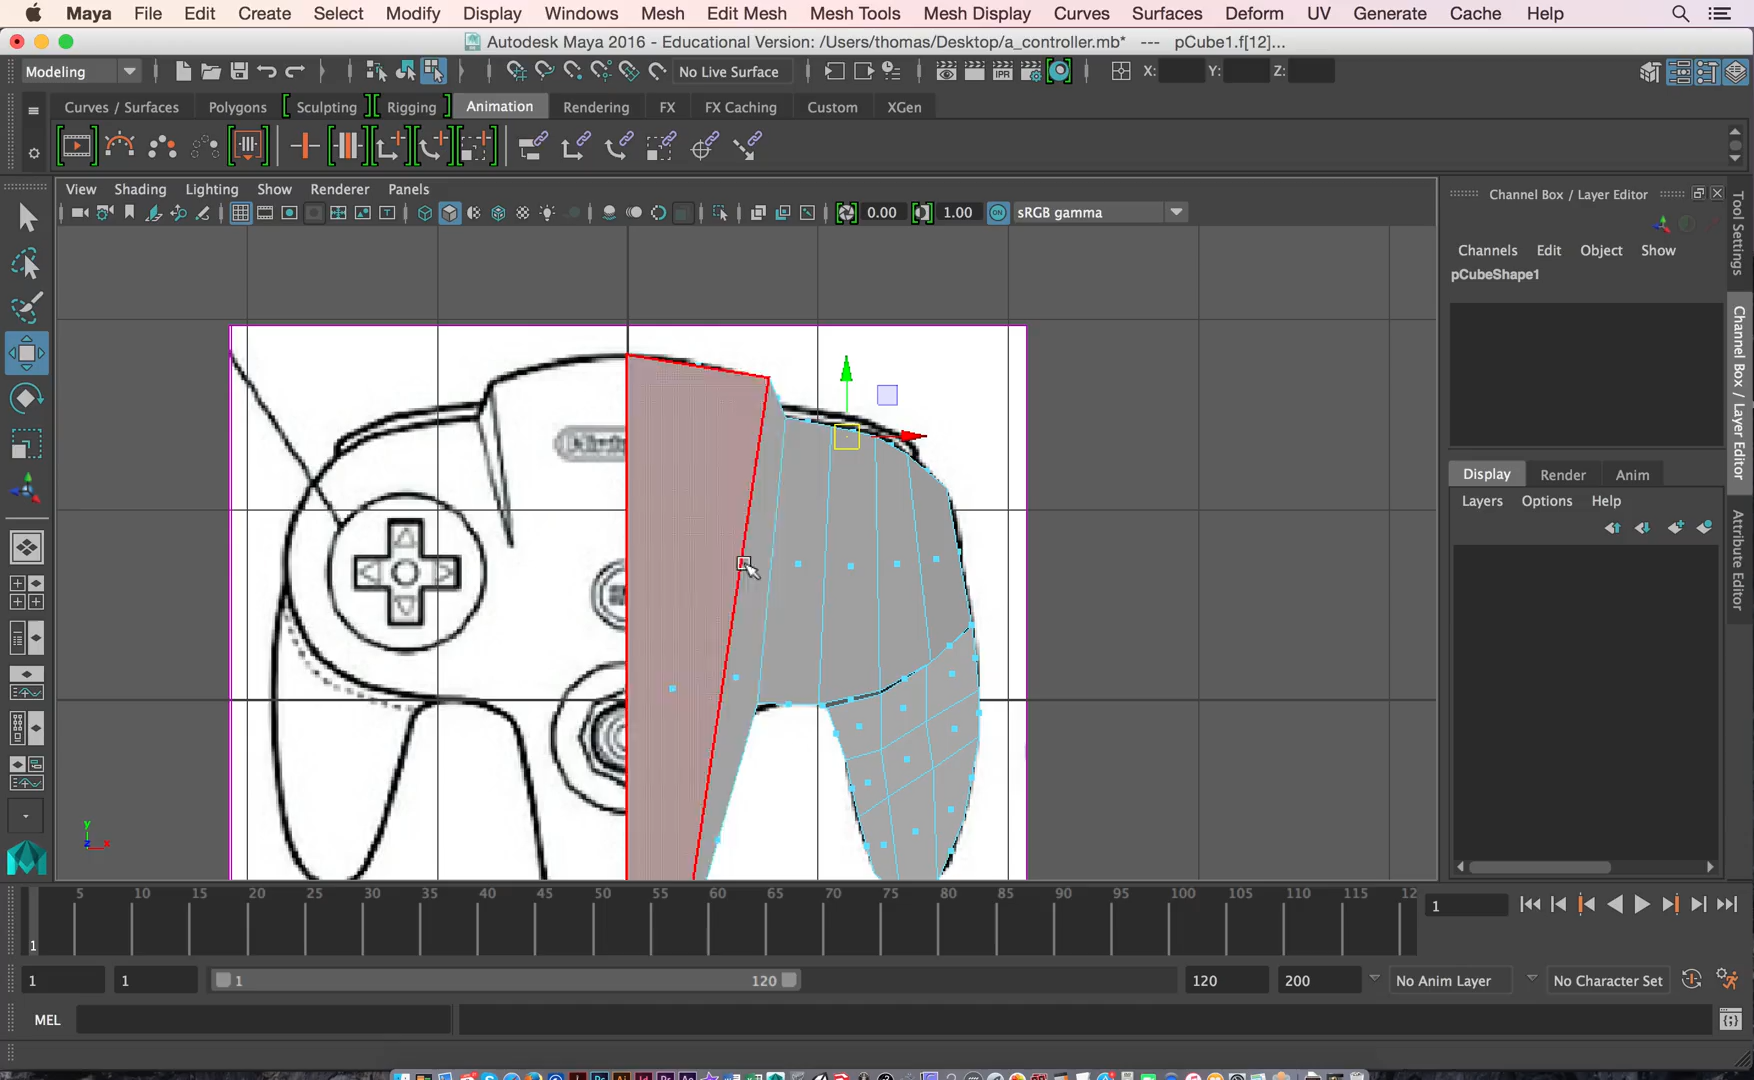 Maya File Edit Create Select Modify Display Windows Mesh Edit Mesh Mesh Tools Mesh Display Curves Surfaces Deform UV Generate Cache Help
Autodesk Maya 2016 - Educational Version: /Users/thomas/Desktop/a_controller.mb* --- pCube1.f[12]...
Modeling No Live Surface X: Y: Z:
Curves / Surfaces Polygons Sculpting Rigging Animation Rendering FX FX Caching Custom XGen
View Shading Lighting Show Renderer Panels
0.00 1.00 ON sRGB gamma
Channel Box / Layer Editor
Channels Edit Object Show
pCubeShape1
Display Render Anim
Layers Options Help
Tool Settings
Channel Box / Layer Editor
Attribute Editor
y
z x
5 10 15 20 25 30 35 40 45 50 55 60 65 70 75 80 85 90 95 100 105 110 115 12
1 1
1 1 1 120 120 200 No Anim Layer No Character Set
MEL